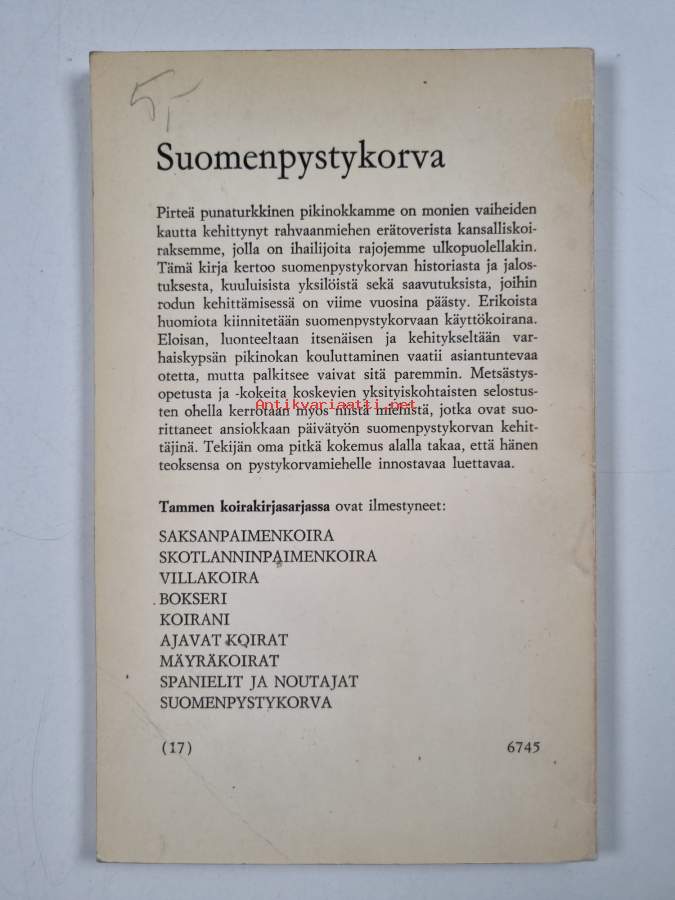 5,-
Suomenpystykorva
Pirteä punaturkkinen pikinokkamme on monien vaiheiden
kautta kehittynyt rahvaanmiehen erätoverista kansalliskoi-
raksemme, jolla on ihailijoita rajojemme ulkopuolellakin.
Tämä kirja kertoo suomenpystykorvan historiasta ja jalos-
tuksesta, kuuluisista yksilöistä sekä saavutuksista, joihin
rodun kehittämisessä on viime vuosina päästy. Erikoista
huomiota kiinnitetään suomenpystykorvaan käyttökoirana.
Eloisan, luonteeltaan itsenäisen ja kehitykseltään var-
haiskypsän pikinokan kouluttaminen vaatii asiantuntevaa
otetta, mutta palkitsee vaivat sitä paremmin. Metsästys-
opetusta ja -kokeita koskevien yksityiskohtaisten selostus-
ten ohella kerrotaan myös niistä miehistä, jotka ovat suo-
Antikvariaatti.net
rittaneet ansiokkaan päivätyön suomenpystykorvan kehit-
täjinä. Tekijän oma pitkä kokemus alalla takaa, että hänen
teoksensa on pystykorvamiehelle innostavaa luettavaa.
Tammen koirakirjasarjassa ovat ilmestyneet:
SAKSANPAIMENKOIRA
SKOTLANNINPAIMENKOIRA
VILLAKOIRA
BOKSERI
KOIRANI
AJAVAT KOIRAT
MÄYRÄKOIRAT
SPANIELIT JA NOUTAJAT
SUOMENPYSTYKORVA
(17) 6745